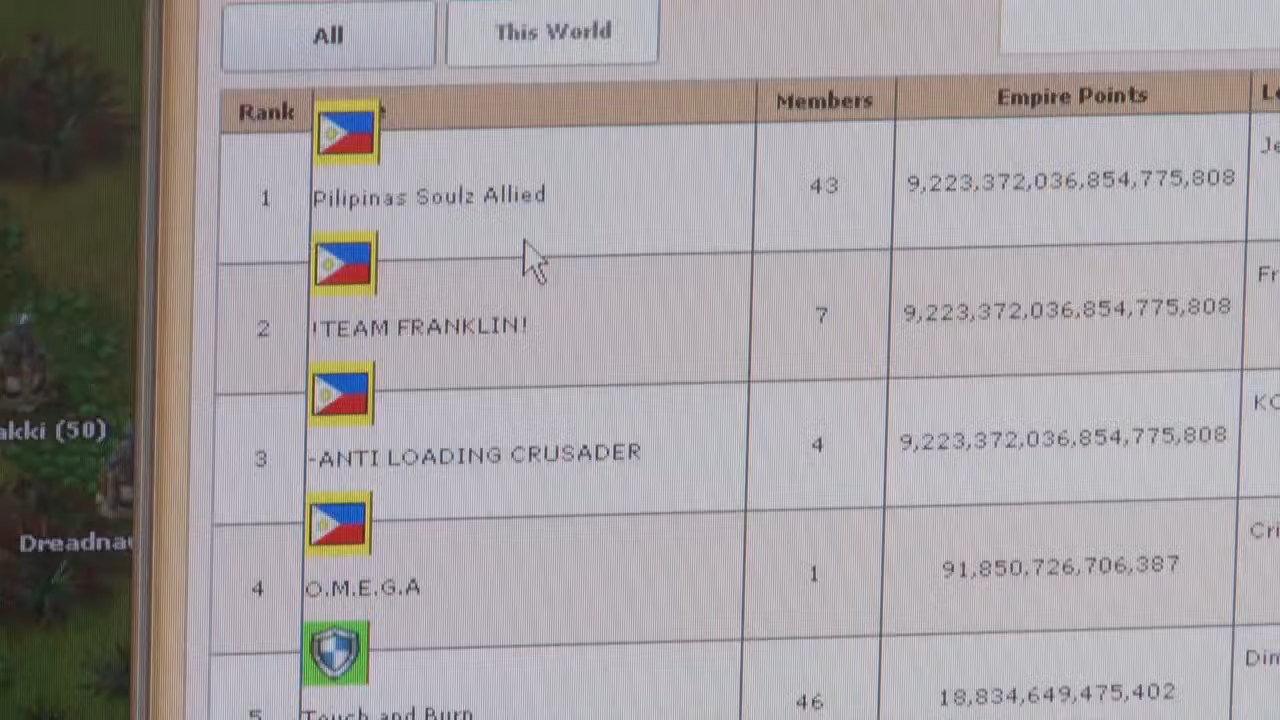 All
This World
Rank
Members
Empire Points
1
Pilipinas Soulz Allied
43
9,223,372,036,854,775,808
2
!TEAM FRANKLIN!
7
9,223,372,036,854,775,808
3
-ANTI LOADING CRUSADER
4
9,223,372,036,854,775,808
4
O.M.E.G.A
1
91,850,726,706,387
5
Touch and Burn
46
18,834,649,475,402
(50)